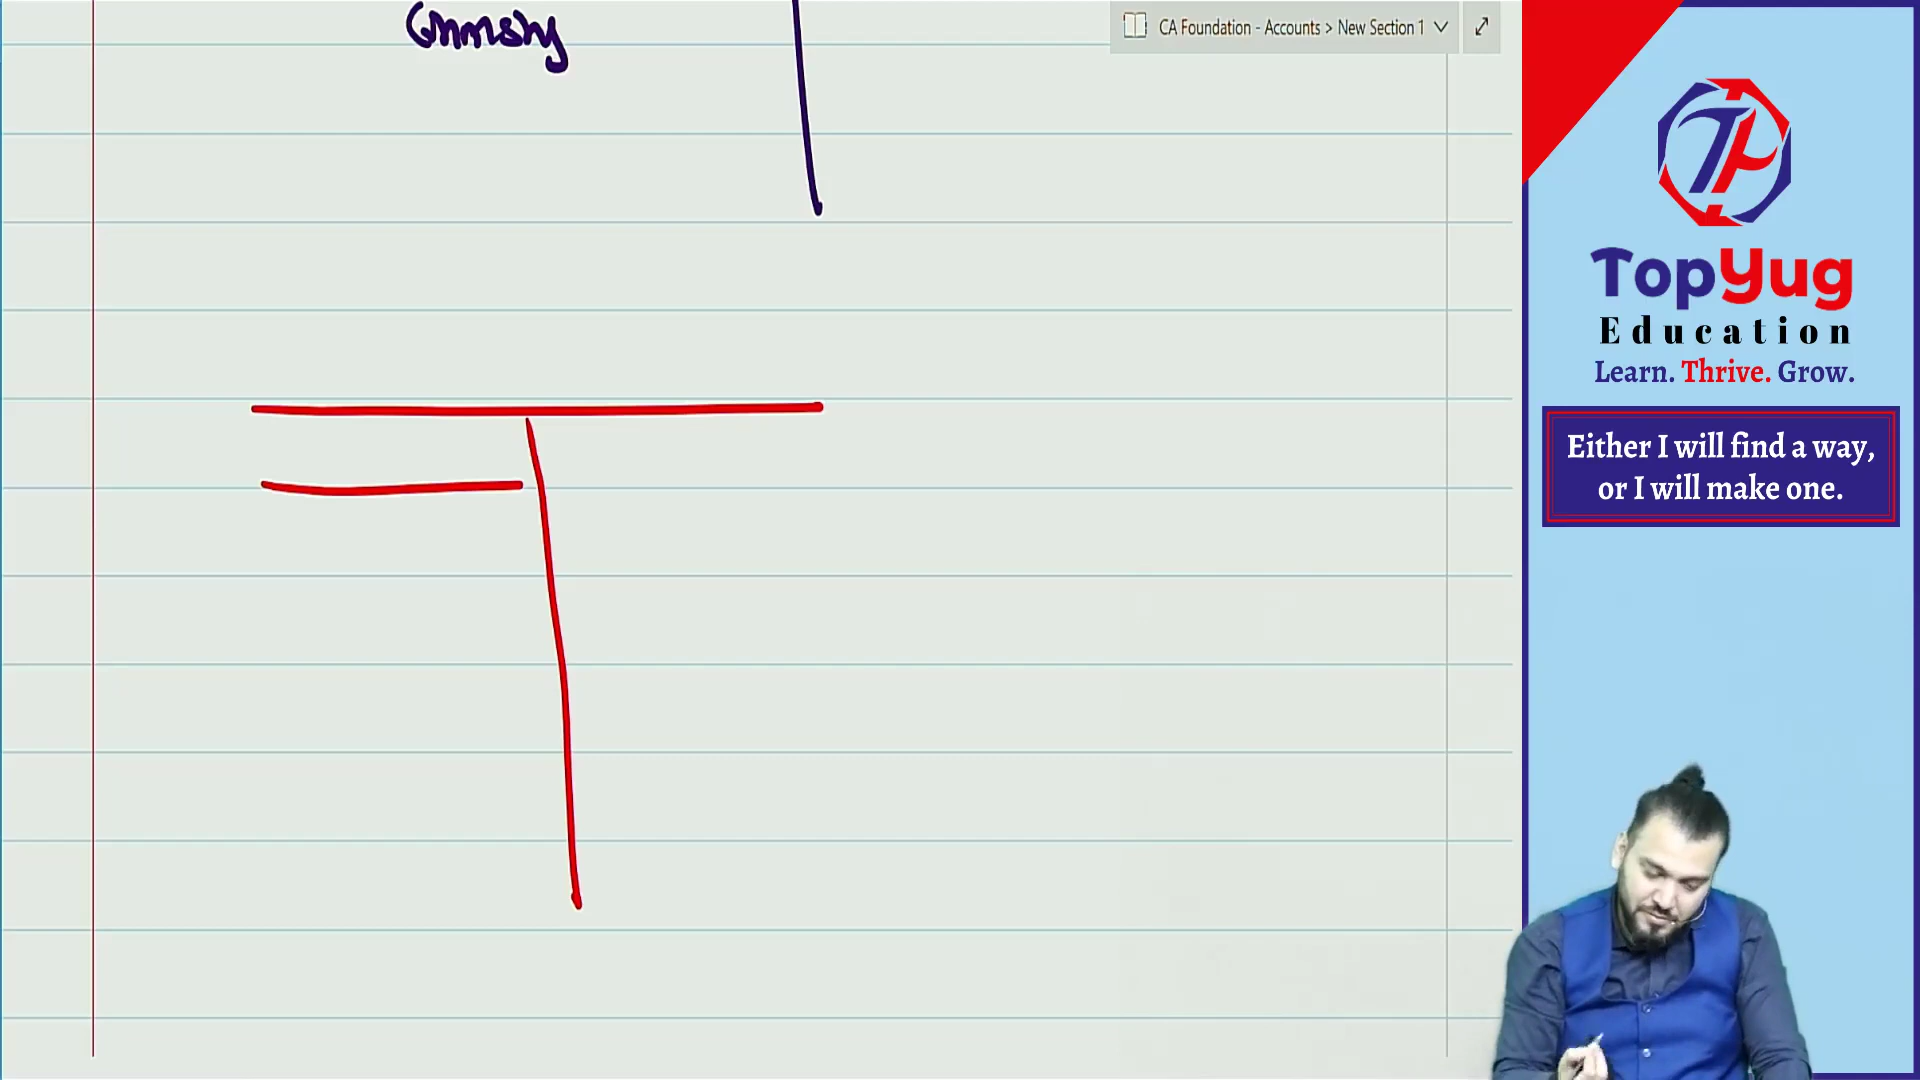 CA Foundation - Accounts > New Section 1
TopYug
Education
Learn. Thrive. Grow.
Either I will find a way,
or I will make one.